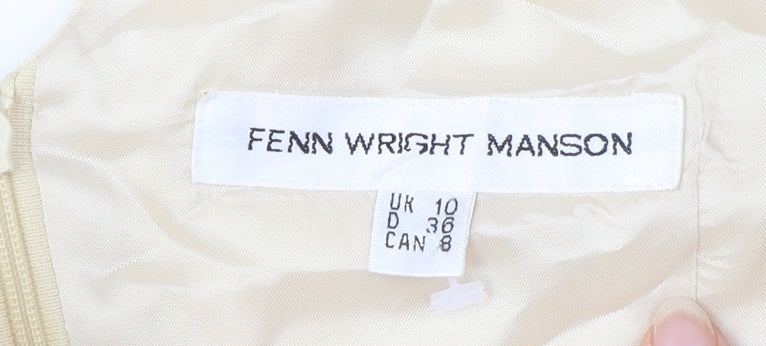 FENN WRIGHT MANSON
UK 10
D 36
CAN 8